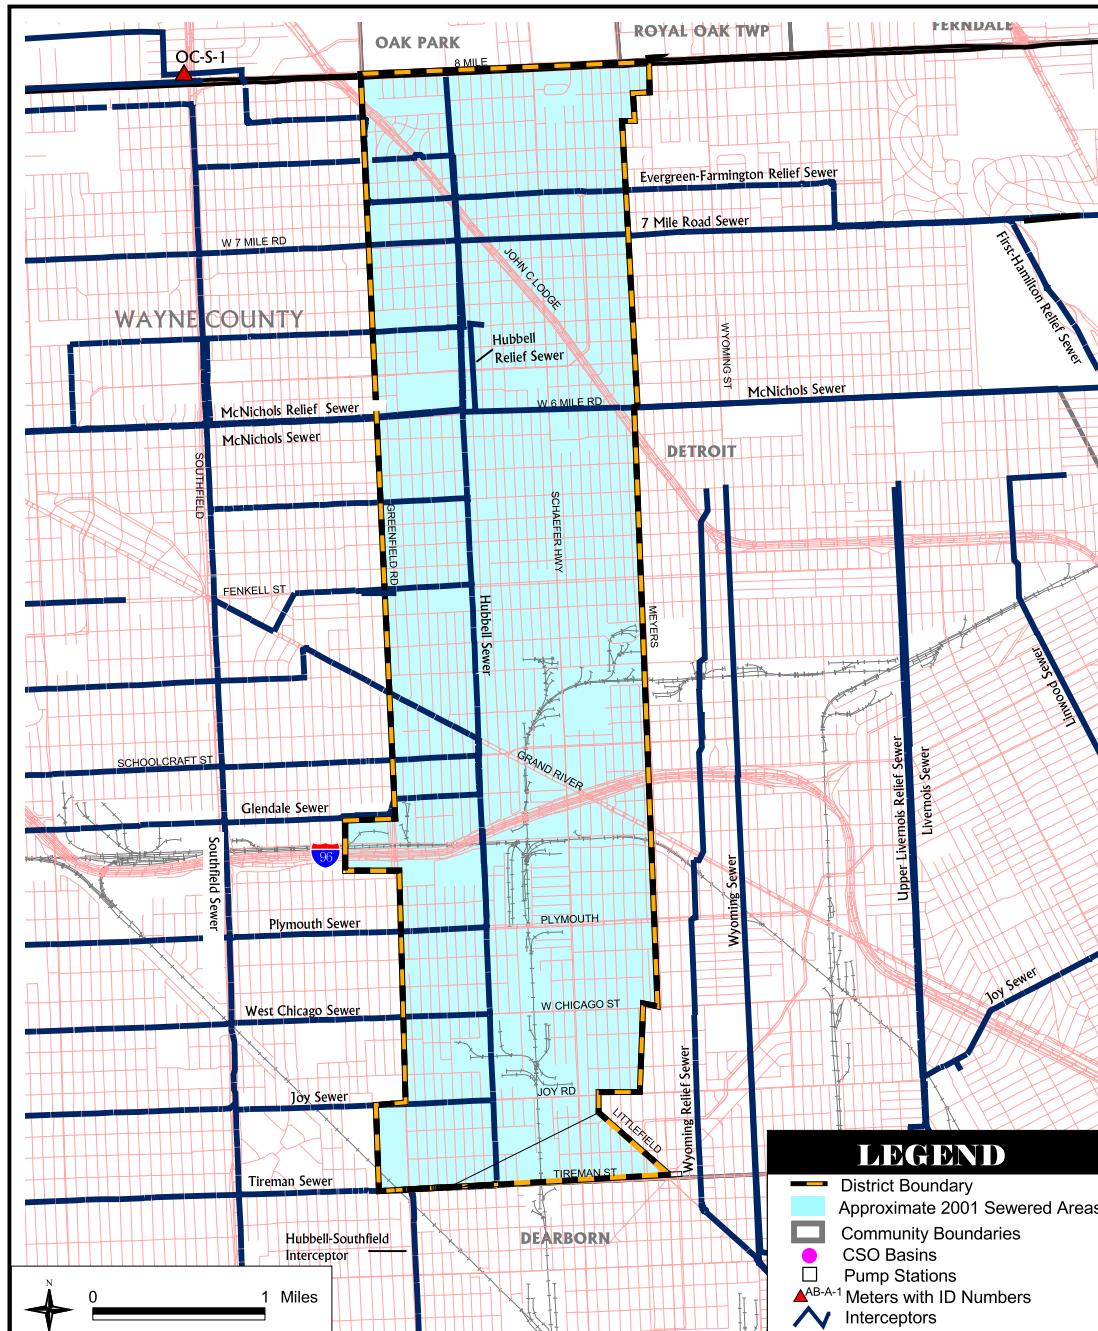 OAK PARK
ROYAL OAK TWP
FERNDALE
OC-S-1
8 MILE
Evergreen-Farmington Relief Sewer
7 Mile Road Sewer
W 7 MILE RD
JOHN C LODGE
First-Hamilton Relief Sewer
WAYNE COUNTY
Hubbell
Relief Sewer
WYOMING ST
McNichols Sewer
W 6 MILE RD
McNichols Relief Sewer
McNichols Sewer
DETROIT
SOUTHFIELD
GREENFIELD RD
SCHAEFER HWY
FENKELL ST
Hubbell Sewer
MEYERS
Linwood Sewer
SCHOOLCRAFT ST
GRAND RIVER
Upper Livernols Relief Sewer
Livernols Sewer
Glendale Sewer
96
Southfield Sewer
Plymouth Sewer
PLYMOUTH
Wyoming Sewer
Joy Sewer
West Chicago Sewer
W CHICAGO ST
Joy Sewer
JOY RD
LITTLEFIELD
Wyoming Relief Sewer
Tireman Sewer
TIREMAN ST
Hubbell-Southfield
Interceptor
DEARBORN
N
0 1 Miles
LEGEND
District Boundary
Approximate 2001 Sewered Areas
Community Boundaries
CSO Basins
Pump Stations
AB-A-1 Meters with ID Numbers
Interceptors